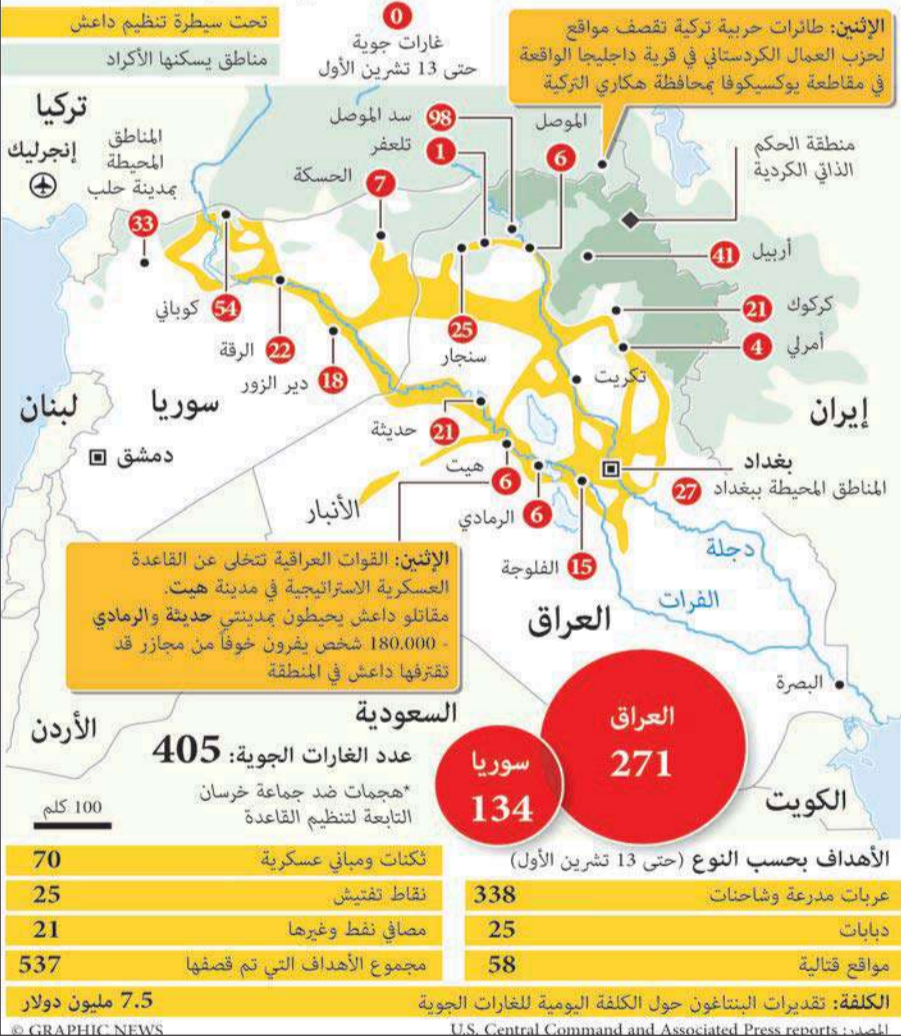 تحت سيطرة تنظيم داعش
مناطق يسكنها الأكراد
0
غارات جوية
حتى 13 تشرين الأول
الإثنين: طائرات حربية تركية تقصف مواقع
لحزب العمال الكردستاني في قرية داجليجا الواقعة
في مقاطعة يوكسيكوفا بمحافظة هكاري التركية
تركيا
إنجرليك
المناطق
المحيطة
بمدينة حلب
33
سد الموصل
98
تلعفر
1
الحسكة
7
الموصل
6
منطقة الحكم
الذاتي الكردية
أربيل
41
كركوك
21
أمرلي
4
كوباني
54
الرقة
22
دير الزور
18
25
سنجار
تكريت
سوريا
لبنان
دمشق
إيران
حديثة
21
هيت
6
الرمادي
6
الفلوجة
15
بغداد
المناطق المحيطة ببغداد
27
الأنبار
دجلة
الفرات
العراق
البصرة
الإثنين: القوات العراقية تتخلى عن القاعدة
العسكرية الاستراتيجية في مدينة هيت.
مقاتلو داعش يحيطون بمدينتي حديثة والرمادي
- 180.000 شخص يفرون خوفاً من مجازر قد
تقترفها داعش في المنطقة
السعودية
الأردن
الكويت
العراق
271
سوريا
134
عدد الغارات الجوية: 405
*هجمات ضد جماعة خرسان
التابعة لتنظيم القاعدة
100 كلم
الأهداف بحسب النوع (حتى 13 تشرين الأول)
عربات مدرعة وشاحنات 338
دبابات 25
مواقع قتالية 58
ثكنات ومباني عسكرية 70
نقاط تفتيش 25
مصافي نفط وغيرها 21
مجموع الأهداف التي تم قصفها 537
الكلفة: تقديرات البنتاغون حول الكلفة اليومية للغارات الجوية 7.5 مليون دولار
المصدر: U.S. Central Command and Associated Press reports
© GRAPHIC NEWS